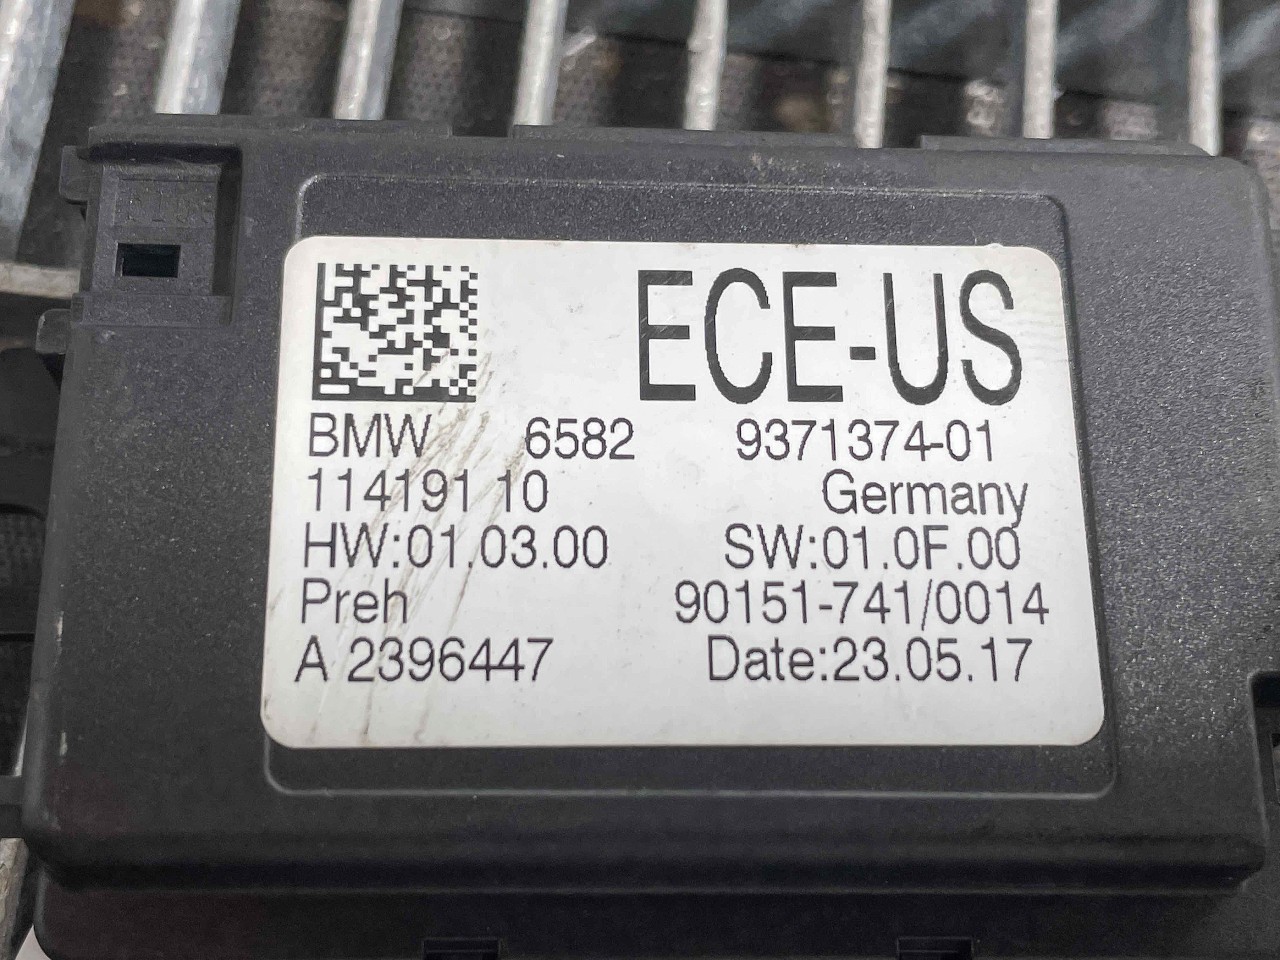 ECE-US
BMW 6582 9371374-01
114191 10 Germany
HW:01.03.00 SW:01.0F.00
Preh 90151-741/0014
A 2396447 Date:23.05.17